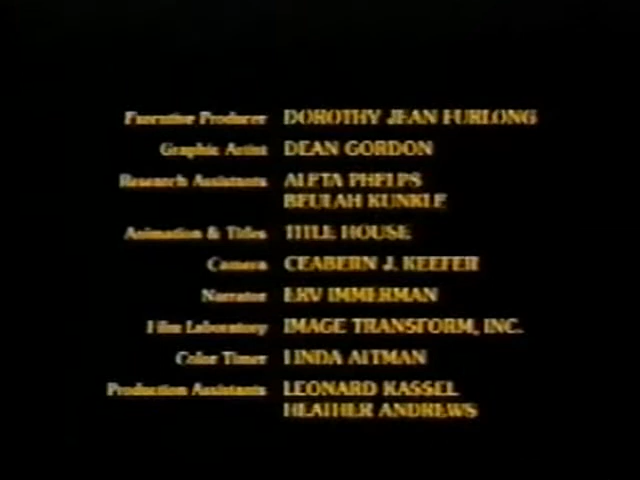 Executive Producer DOROTHY JEAN FURLONG
Graphic Artist DEAN GORDON
Research Assistants ALETA PHELPS
BEULAH KUNKLE
Animation & Titles TITLE HOUSE
Camera CEABERN J. KEEFER
Narrator ERV IMMERMAN
Film Laboratory IMAGE TRANSFORM, INC.
Color Timer LINDA AITMAN
Production Assistants LEONARD KASSEL
HEATHER ANDREWS